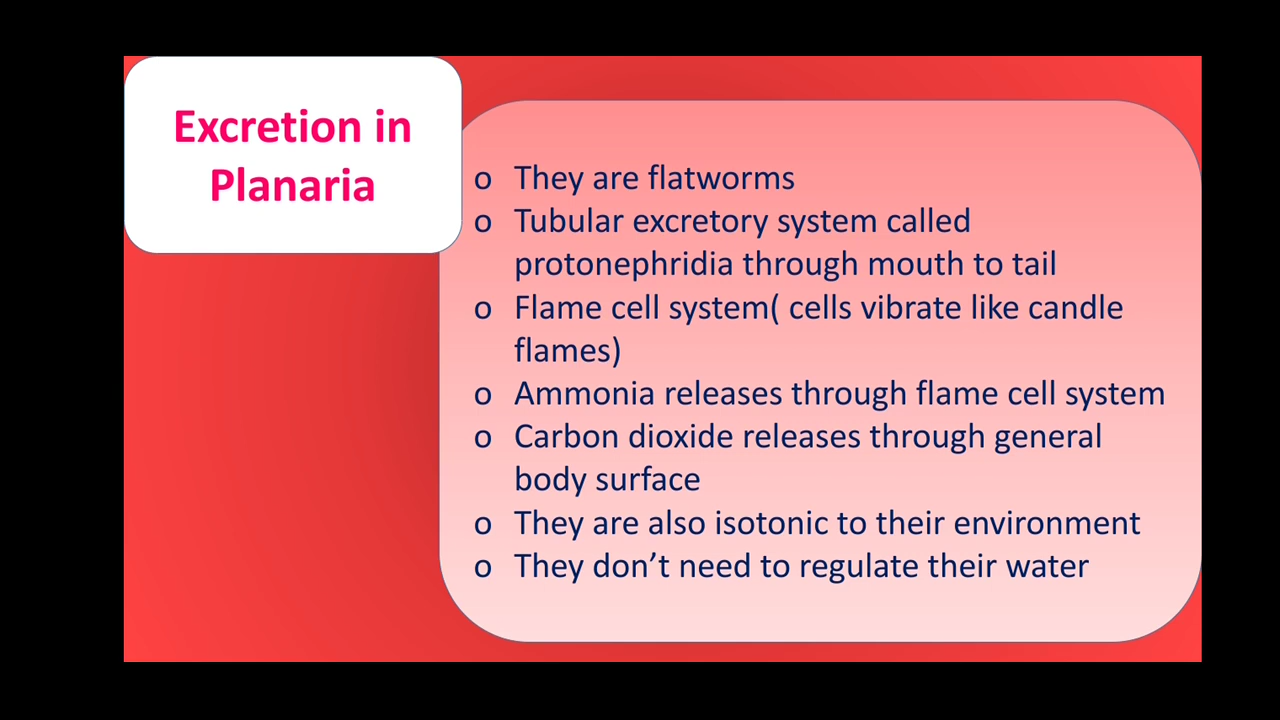 Excretion in
Planaria
o They are flatworms
o Tubular excretory system called
protonephridia through mouth to tail
o Flame cell system( cells vibrate like candle
flames)
o Ammonia releases through flame cell system
o Carbon dioxide releases through general
body surface
o They are also isotonic to their environment
o They don’t need to regulate their water